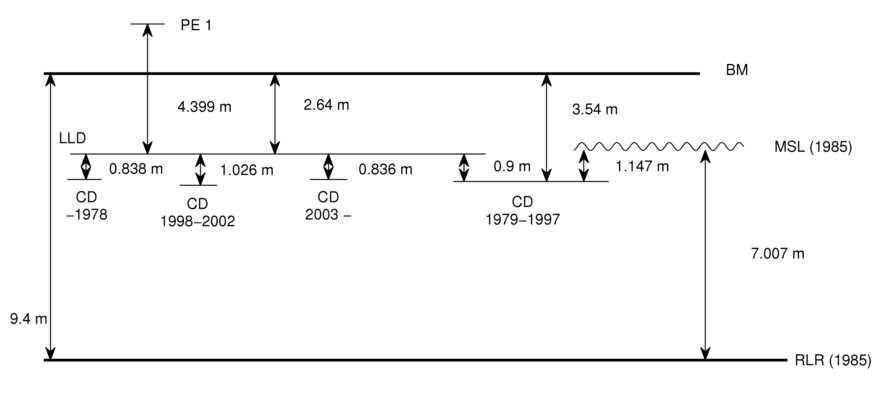 PE 1
BM
4.399 m
2.64 m
3.54 m
LLD
MSL (1985)
0.838 m
1.026 m
0.836 m
0.9 m
1.147 m
CD
−1978
CD
1998−2002
CD
2003 −
CD
1979−1997
7.007 m
9.4 m
RLR (1985)